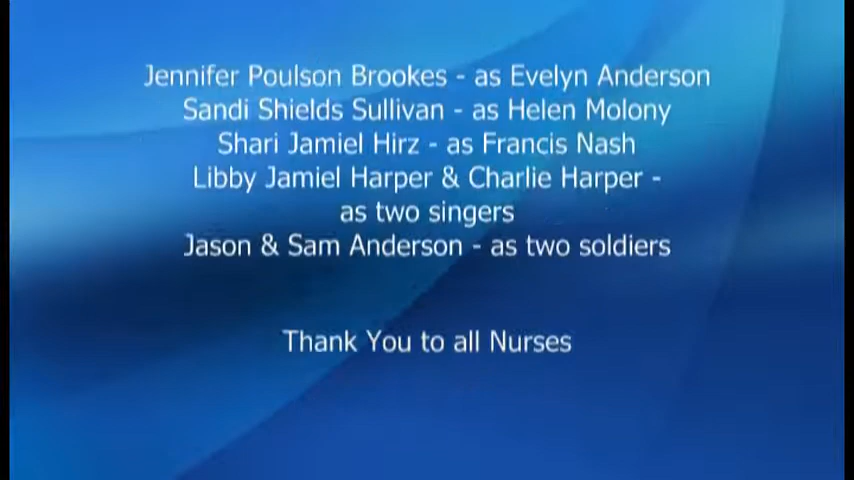 Jennifer Poulson Brookes - as Evelyn Anderson
Sandi Shields Sullivan - as Helen Molony
Shari Jamiel Hirz - as Francis Nash
Libby Jamiel Harper & Charlie Harper -
as two singers
Jason & Sam Anderson - as two soldiers
Thank You to all Nurses